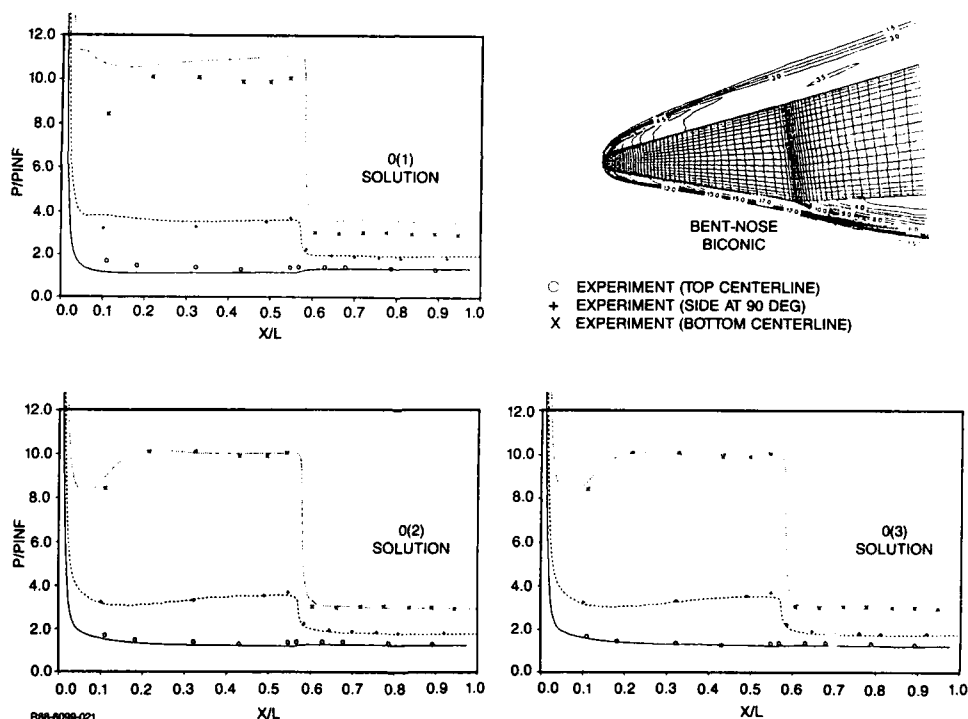 12.0
10.0
8.0
6.0
4.0
2.0
0.0
P/PINF
0(1)
SOLUTION
0.0 0.1 0.2 0.3 0.4 0.5 0.6 0.7 0.8 0.9 1.0
X/L
BENT-NOSE
BICONIC
○ EXPERIMENT (TOP CENTERLINE)
+ EXPERIMENT (SIDE AT 90 DEG)
X EXPERIMENT (BOTTOM CENTERLINE)
12.0
10.0
8.0
6.0
4.0
2.0
0.0
P/PINF
0(2)
SOLUTION
0.0 0.1 0.2 0.3 0.4 0.5 0.6 0.7 0.8 0.9 1.0
X/L
12.0
10.0
8.0
6.0
4.0
2.0
0.0
0(3)
SOLUTION
0.0 0.1 0.2 0.3 0.4 0.5 0.6 0.7 0.8 0.9 1.0
X/L
R88-6099-021